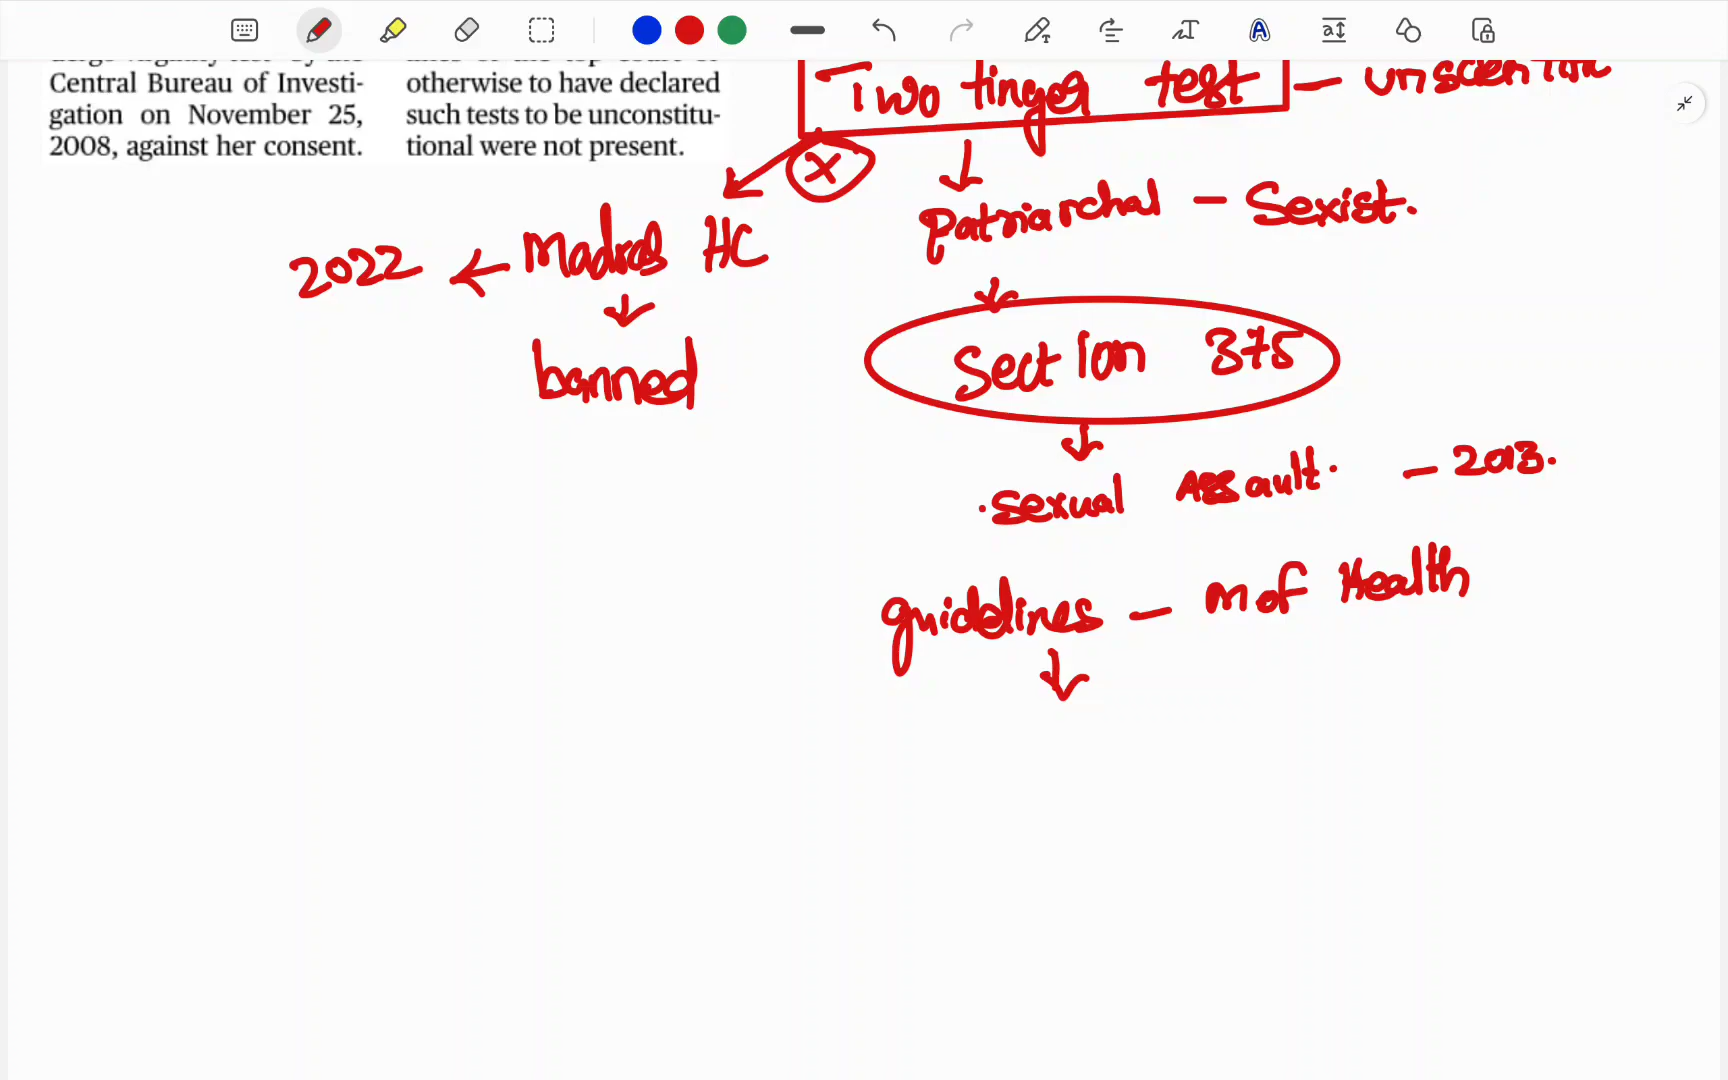 Central Bureau of Investi-
gation on November 25,
2008, against her consent.
otherwise to have declared
such tests to be unconstitu-
tional were not present.
Two finger test –
X
Patriarchal – Sexist.
2022 ← Madras HC
banned
Section 375
sexual Assault. – 2013.
guidelines – M of Health